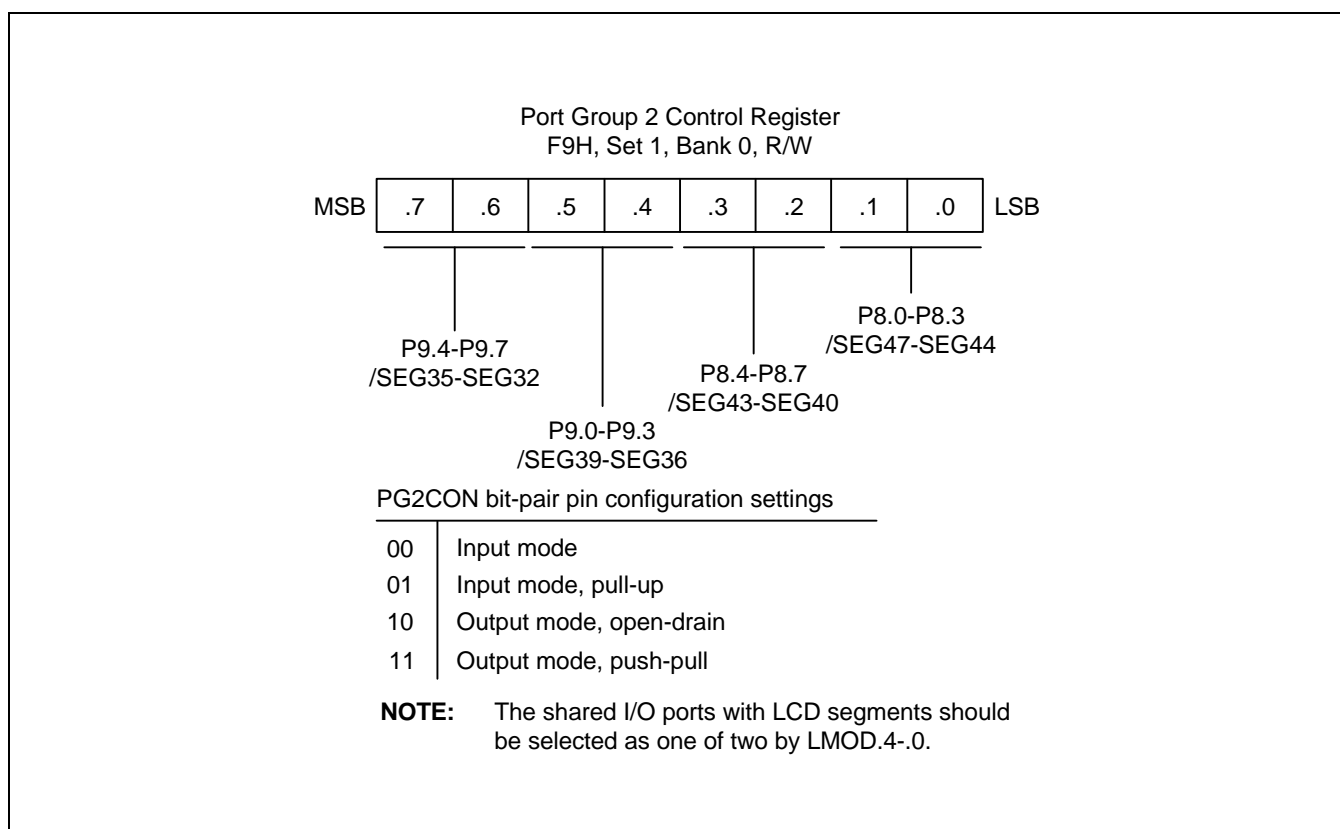 Port Group 2 Control Register
F9H, Set 1, Bank 0, R/W
MSB .7 .6 .5 .4 .3 .2 .1 .0 LSB
P9.4-P9.7
/SEG35-SEG32
P9.0-P9.3
/SEG39-SEG36
P8.4-P8.7
/SEG43-SEG40
P8.0-P8.3
/SEG47-SEG44
PG2CON bit-pair pin configuration settings
00 Input mode
01 Input mode, pull-up
10 Output mode, open-drain
11 Output mode, push-pull
NOTE: The shared I/O ports with LCD segments should
be selected as one of two by LMOD.4-.0.